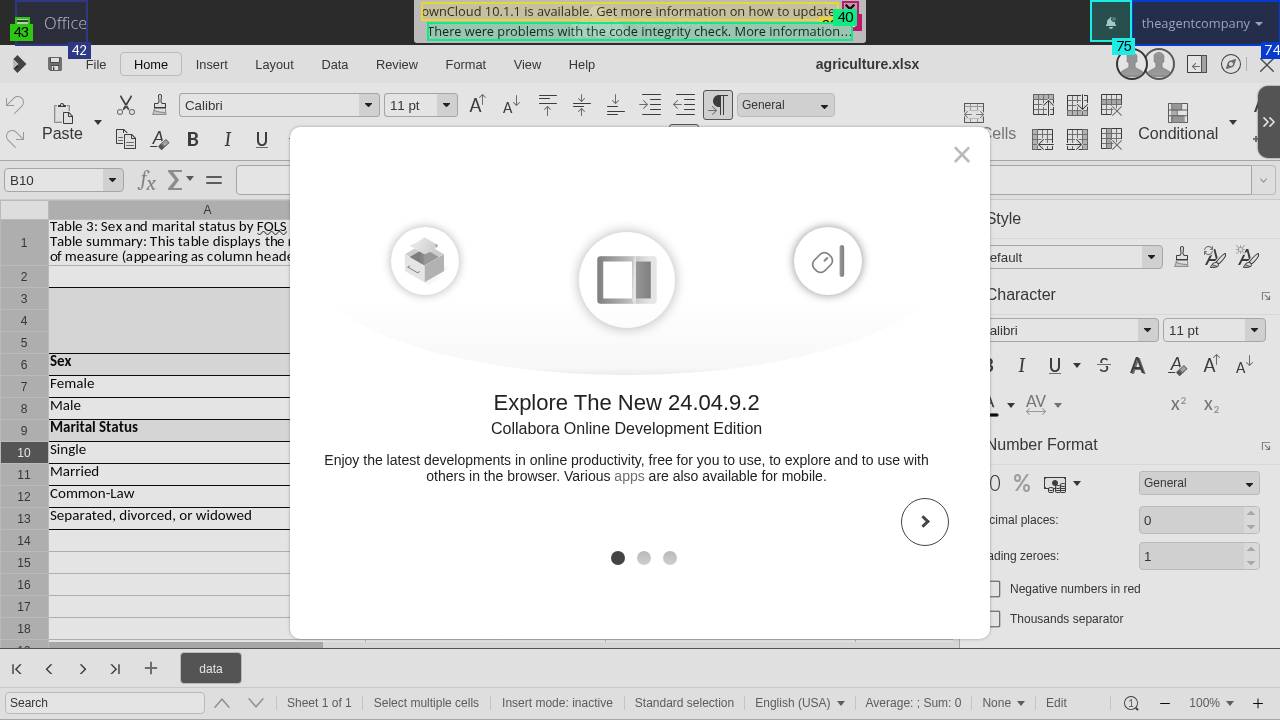 ownCloud 10.1.1 is available. Get more information on how to update
40
There were problems with the code integrity check. More information...
43
Office
42
theagentcompany
75
74
File
Home
Insert
Layout
Data
Review
Format
View
Help
agriculture.xlsx
Paste
Calibri
11 pt
General
Conditional
B10
A
Style
Character
11 pt
Number Format
General
1
Table 3: Sex and marital status by FOLS
Table summary: This table displays the
of measure (appearing as column heade
2
3
4
5
6 Sex
7 Female
8 Male
9 Marital Status
10 Single
11 Married
12 Common-Law
13 Separated, divorced, or widowed
14
15
16
17
18
Explore The New 24.04.9.2
Collabora Online Development Edition
Enjoy the latest developments in online productivity, free for you to use, to explore and to use with
others in the browser. Various apps are also available for mobile.
cimal places:
0
ading zeroes:
1
Negative numbers in red
Thousands separator
data
Search
Sheet 1 of 1
Select multiple cells
Insert mode: inactive
Standard selection
English (USA)
Average: ; Sum: 0
None
Edit
100%